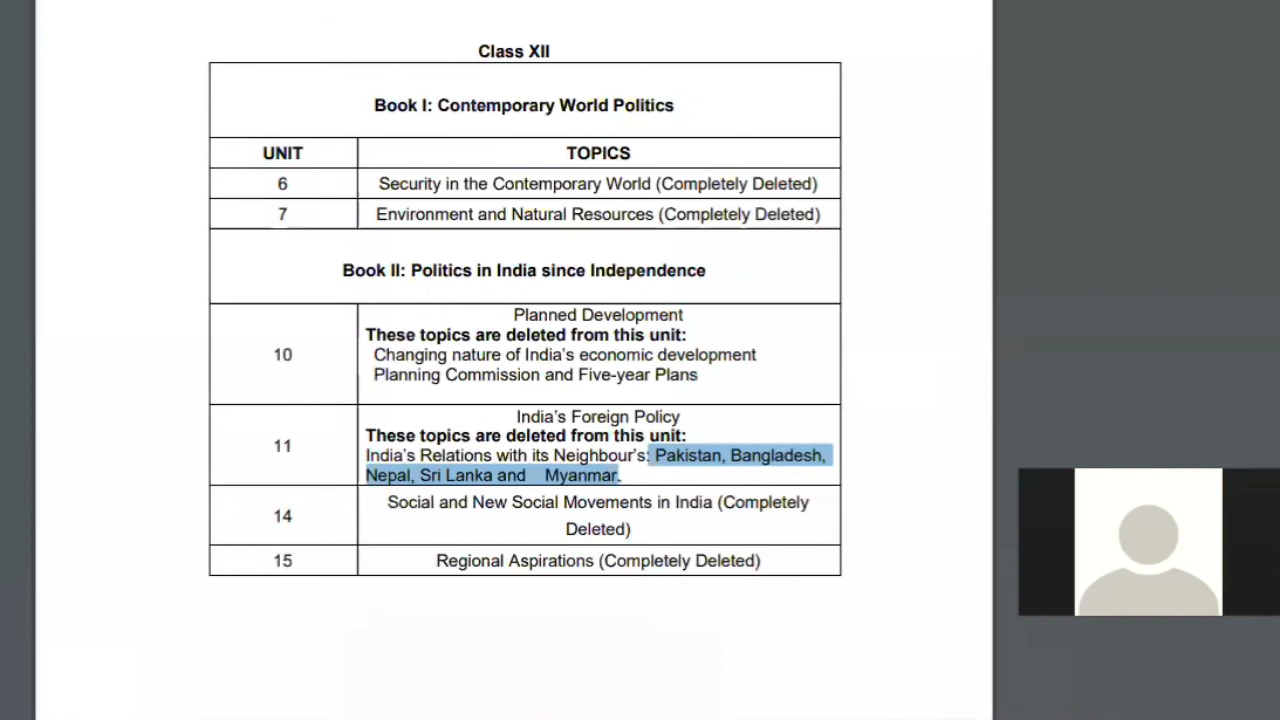 Class XII
Book I: Contemporary World Politics
UNIT TOPICS
6 Security in the Contemporary World (Completely Deleted)
7 Environment and Natural Resources (Completely Deleted)
Book II: Politics in India since Independence
Planned Development
These topics are deleted from this unit:
10 Changing nature of India's economic development
Planning Commission and Five-year Plans
India's Foreign Policy
These topics are deleted from this unit:
11 India's Relations with its Neighbour's: Pakistan, Bangladesh,
Nepal, Sri Lanka and Myanmar.
14 Social and New Social Movements in India (Completely
Deleted)
15 Regional Aspirations (Completely Deleted)